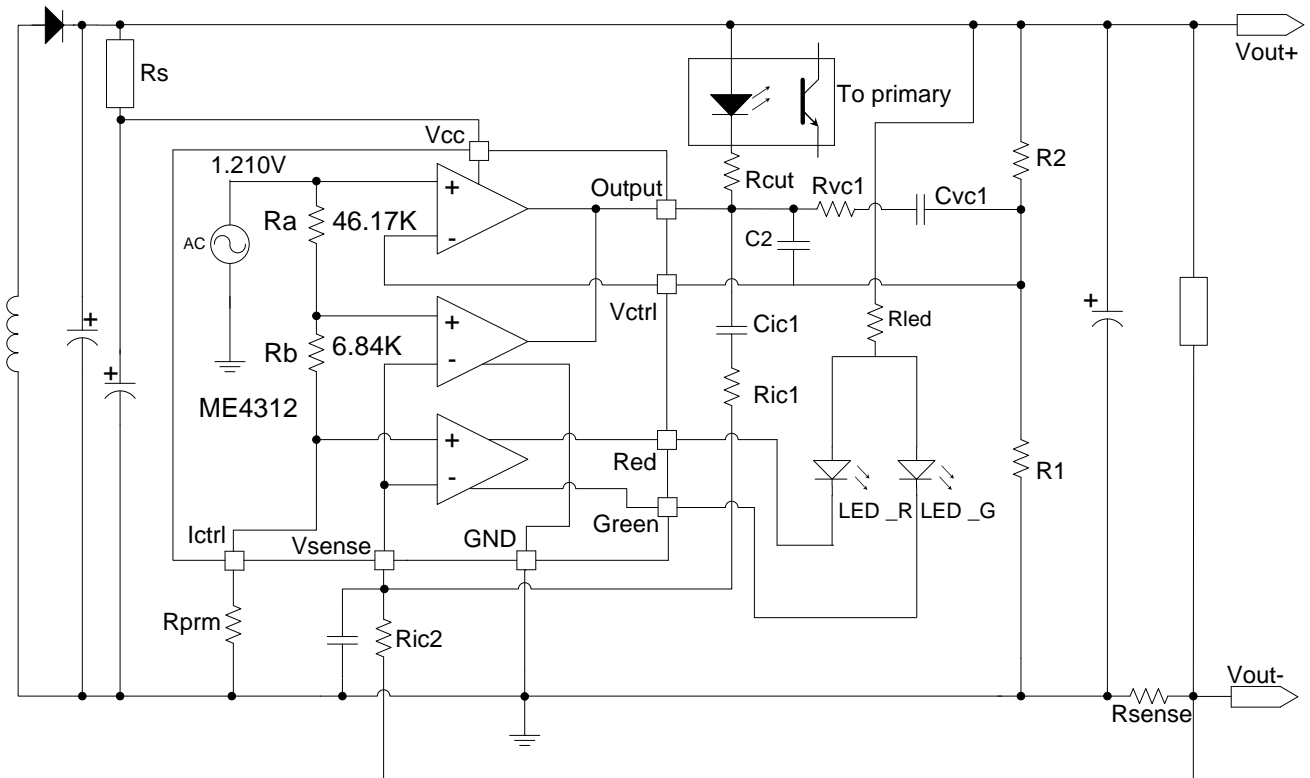 Vout+
Rs
To primary
Vcc
1.210V
R2
Rcut
Output
Rvc1
Cvc1
+
Ra
46.17K
AC
-
C2
Vctrl
+
Cic1
Rled
+
+
Rb
6.84K
+
-
Ric1
ME4312
+
Red
R1
-
LED _R
LED _G
Green
Ictrl
Vsense
GND
Rprm
Ric2
Vout-
Rsense